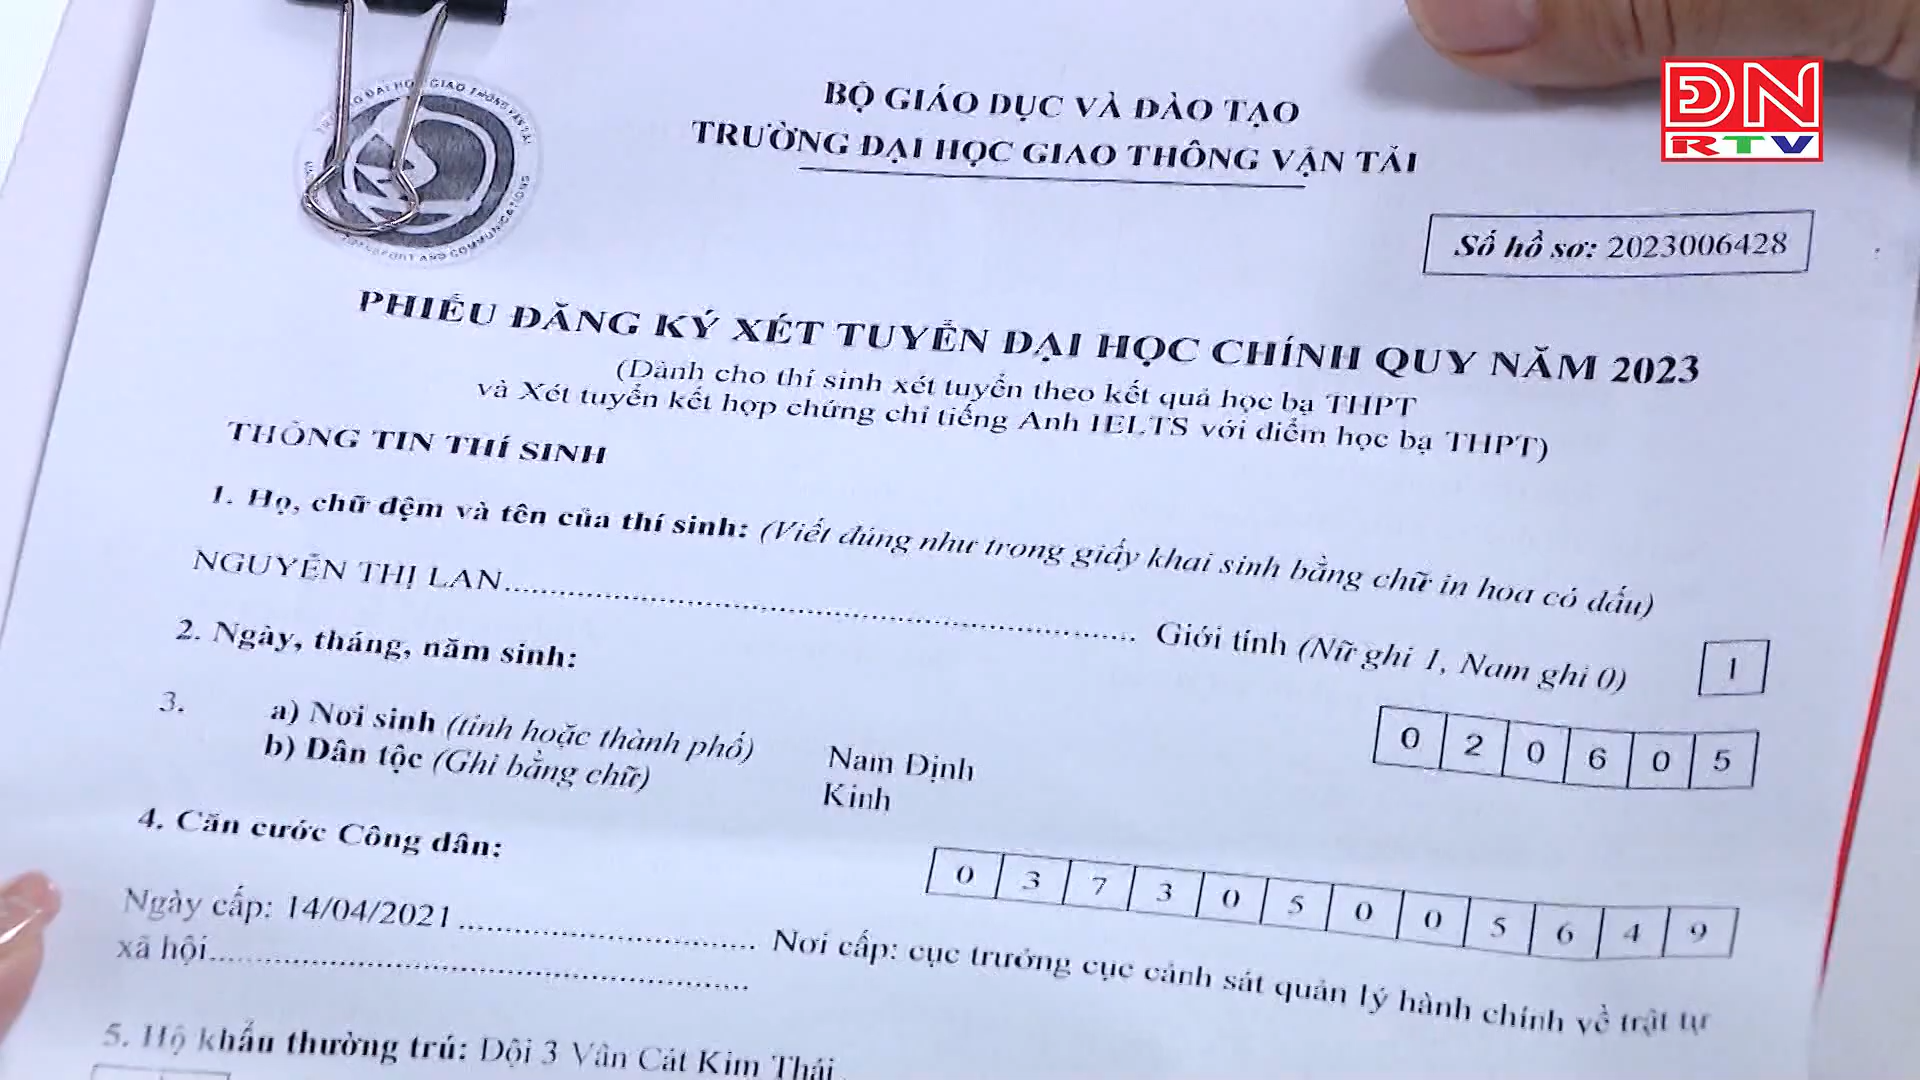 ĐN
RTV
BỘ GIÁO DỤC VÀ ĐÀO TẠO
TRƯỜNG ĐẠI HỌC GIAO THÔNG VẬN TẢI
Số hồ sơ: 2023006428
PHIẾU ĐĂNG KÝ XÉT TUYỂN ĐẠI HỌC CHÍNH QUY NĂM 2023
(Dành cho thí sinh xét tuyển theo kết quả học bạ THPT
và Xét tuyển kết hợp chứng chỉ tiếng Anh IELTS với điểm học bạ THPT)
THÔNG TIN THÍ SINH
1. Họ, chữ đệm và tên của thí sinh: (Viết đúng như trong giấy khai sinh bằng chữ in hoa có dấu)
NGUYỄN THỊ LAN.......... Giới tính (Nữ ghi 1, Nam ghi 0) 1
2. Ngày, tháng, năm sinh: 0 2 0 6 0 5
3. a) Nơi sinh (tỉnh hoặc thành phố) Nam Định
b) Dân tộc (Ghi bằng chữ) Kinh
4. Căn cước Công dân: 0 3 7 3 0 5 0 0 5 6 4 9
Ngày cấp: 14/04/2021.......... Nơi cấp: cục trưởng cục cảnh sát quản lý hành chính về trật tự
xã hội..........
5. Hộ khẩu thường trú: Đội 3 Vân Cát Kim Thái